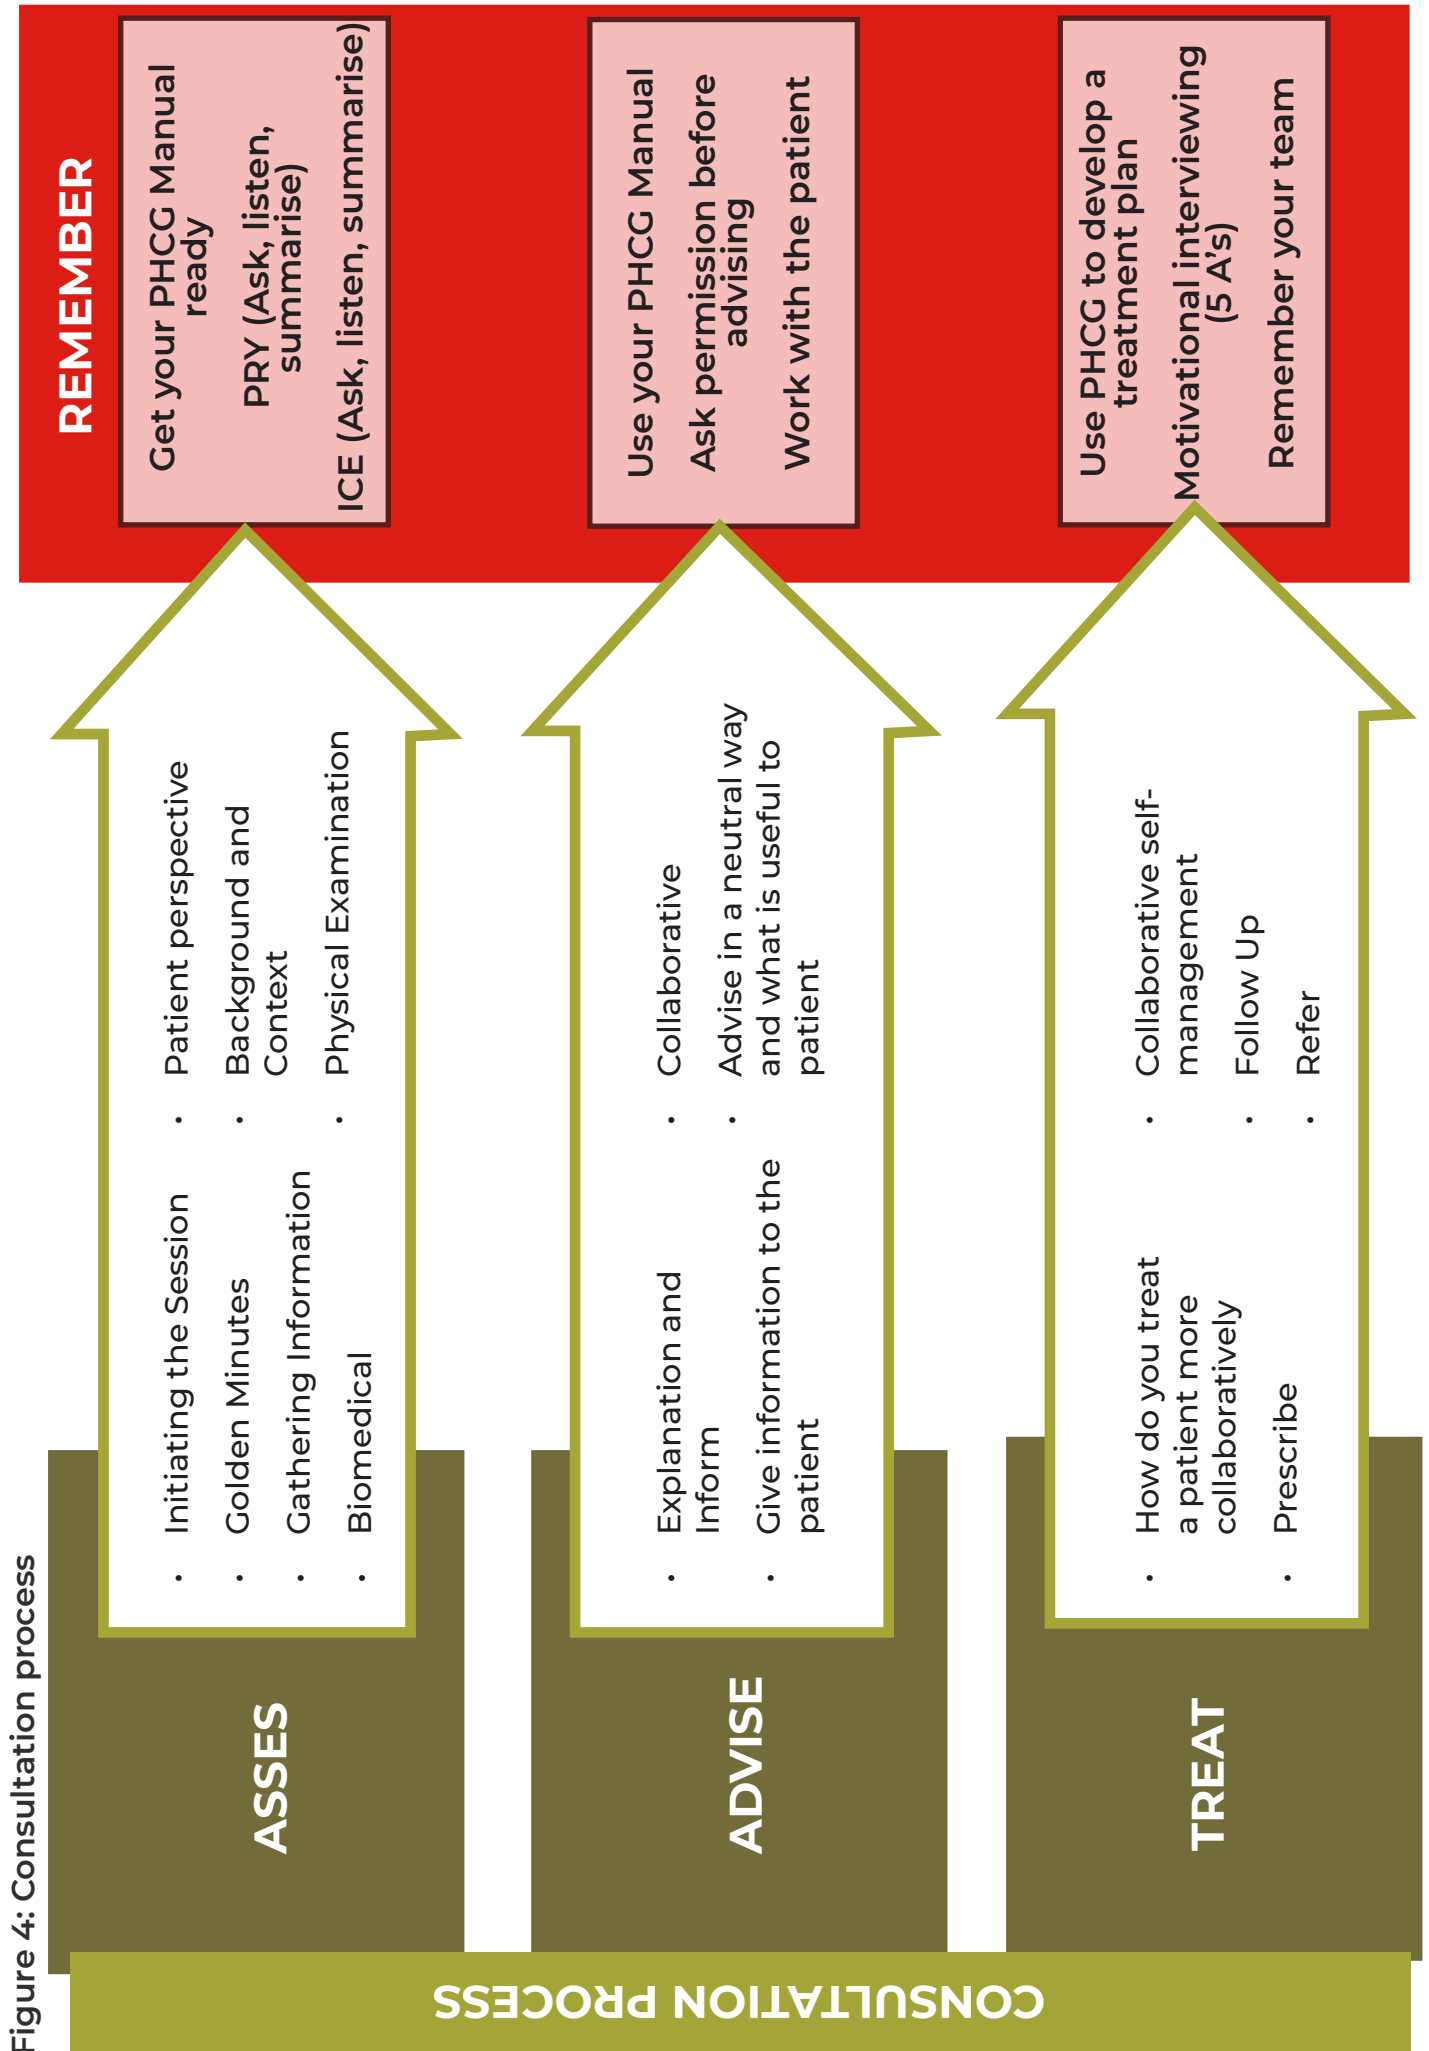 Figure 4: Consultation process
CONSULTATION PROCESS
ASSES
• Initiating the Session
• Golden Minutes
• Gathering Information
• Biomedical
• Patient perspective
• Background and
Context
• Physical Examination
ADVISE
• Explanation and
Inform
• Give information to the
patient
• Collaborative
• Advise in a neutral way
and what is useful to
patient
TREAT
• How do you treat
a patient more
collaboratively
• Prescribe
• Collaborative self-
management
• Follow Up
• Refer
REMEMBER
Get your PHCG Manual
ready
PRY (Ask, listen,
summarise)
ICE (Ask, listen, summarise)
Use your PHCG Manual
Ask permission before
advising
Work with the patient
Use PHCG to develop a
treatment plan
Motivational interviewing
(5 A's)
Remember your team